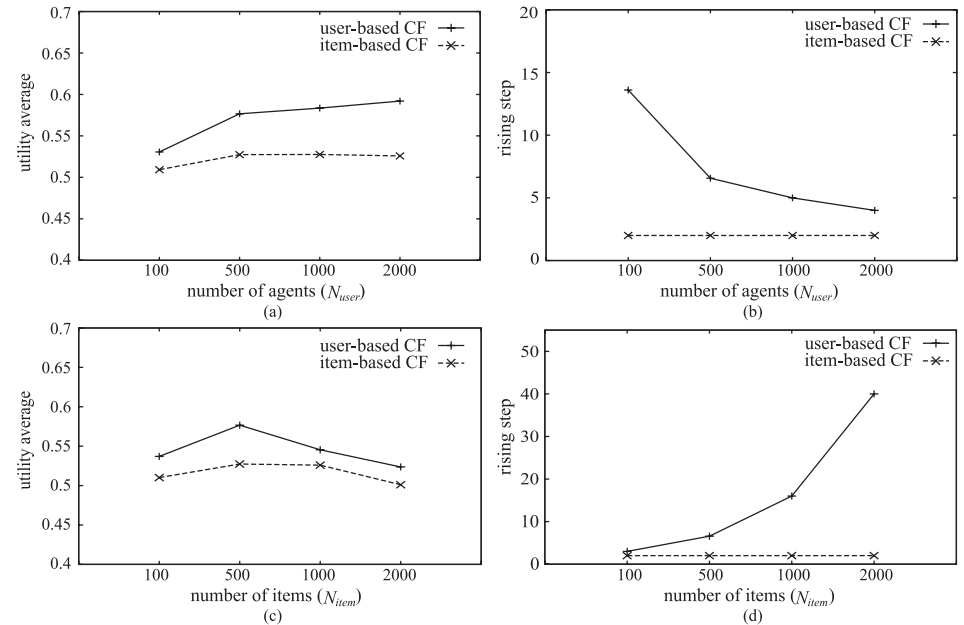 0.7
0.65
0.6
0.55
0.5
0.45
0.4
utility average
user-based CF
item-based CF
100 500 1000 2000
number of agents (N_user)
(a)
20
15
10
5
0
rising step
user-based CF
item-based CF
100 500 1000 2000
number of agents (N_user)
(b)
0.7
0.65
0.6
0.55
0.5
0.45
0.4
utility average
user-based CF
item-based CF
100 500 1000 2000
number of items (N_item)
(c)
50
40
30
20
10
0
rising step
user-based CF
item-based CF
100 500 1000 2000
number of items (N_item)
(d)